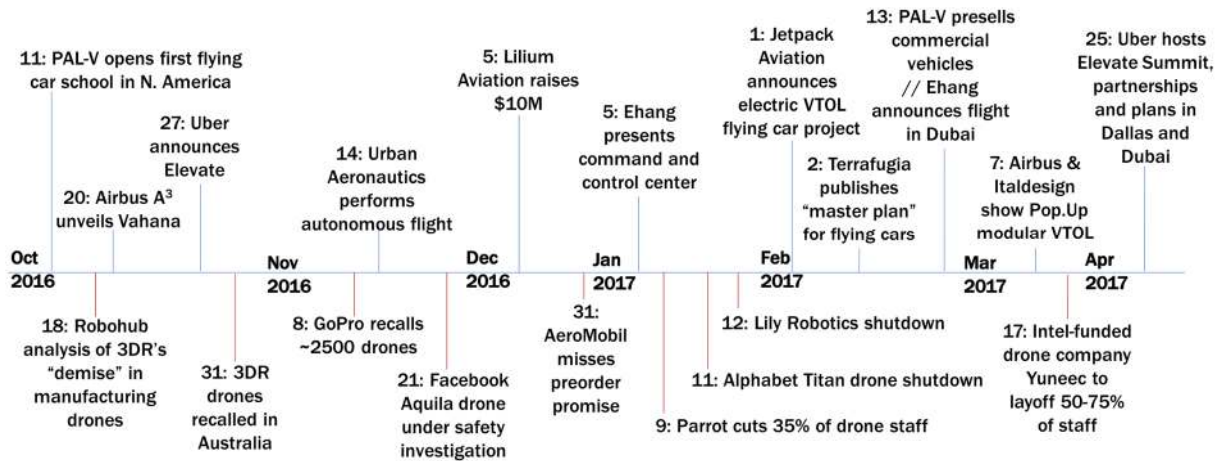 11: PAL-V opens first flying
car school in N. America
27: Uber
announces
Elevate
20: Airbus A³
unveils Vahana
14: Urban
Aeronautics
performs
autonomous flight
5: Lilium
Aviation raises
$10M
5: Ehang
presents
command and
control center
1: Jetpack
Aviation
announces
electric VTOL
flying car project
2: Terrafugia
publishes
“master plan”
for flying cars
13: PAL-V presells
commercial
vehicles
// Ehang
announces flight
in Dubai
7: Airbus &
Italdesign
show Pop.Up
modular VTOL
25: Uber hosts
Elevate Summit,
partnerships
and plans in
Dallas and
Dubai
Oct
2016
Nov
2016
Dec
2016
Jan
2017
Feb
2017
Mar
2017
Apr
2017
18: Robohub
analysis of 3DR’s
“demise” in
manufacturing
drones
31: 3DR
drones
recalled in
Australia
8: GoPro recalls
~2500 drones
21: Facebook
Aquila drone
under safety
investigation
31:
AeroMobil
misses
preorder
promise
9: Parrot cuts 35% of drone staff
11: Alphabet Titan drone shutdown
12: Lily Robotics shutdown
17: Intel-funded
drone company
Yuneec to
layoff 50-75%
of staff